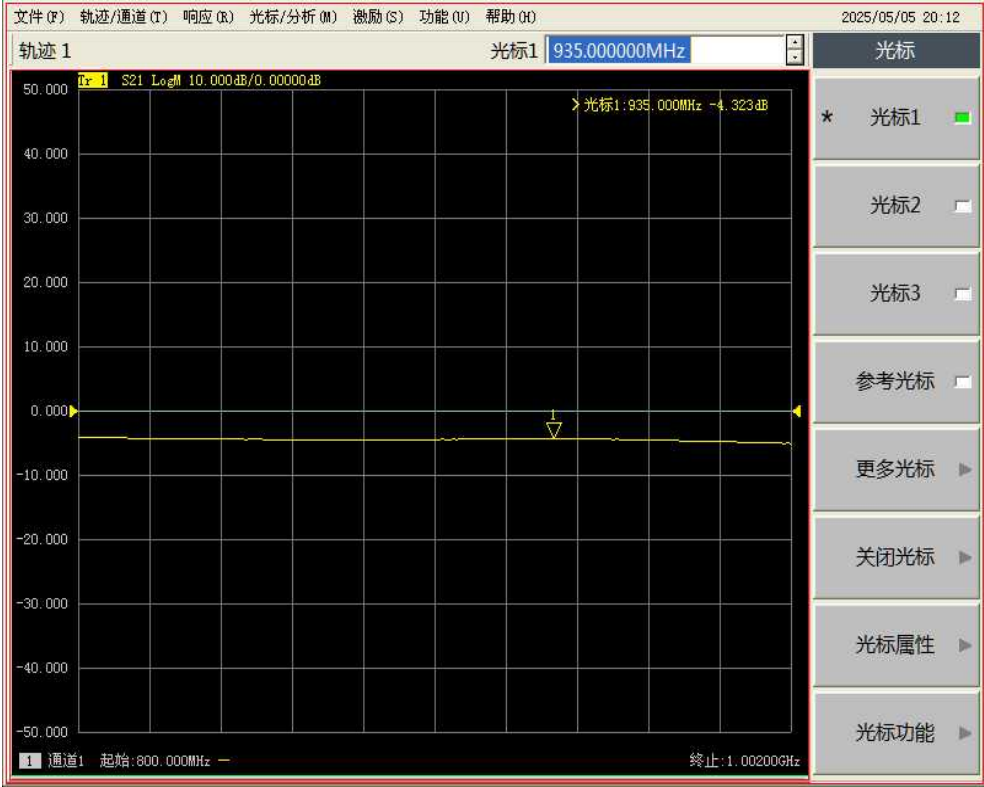 文件(F) 轨迹/通道(T) 响应(R) 光标/分析(M) 激励(S) 功能(U) 帮助(H) 2025/05/05 20:12
轨迹 1 光标1 935.000000MHz 光标
Tr 1 S21 LogM 10.000dB/0.00000dB
50.000
>光标1:935.000MHz -4.323dB
* 光标1
40.000
光标2
30.000
20.000
光标3
10.000
参考光标
0.000
1
更多光标
-10.000
-20.000
关闭光标
-30.000
光标属性
-40.000
-50.000
光标功能
1 通道1 起始:800.000MHz — 终止:1.00200GHz